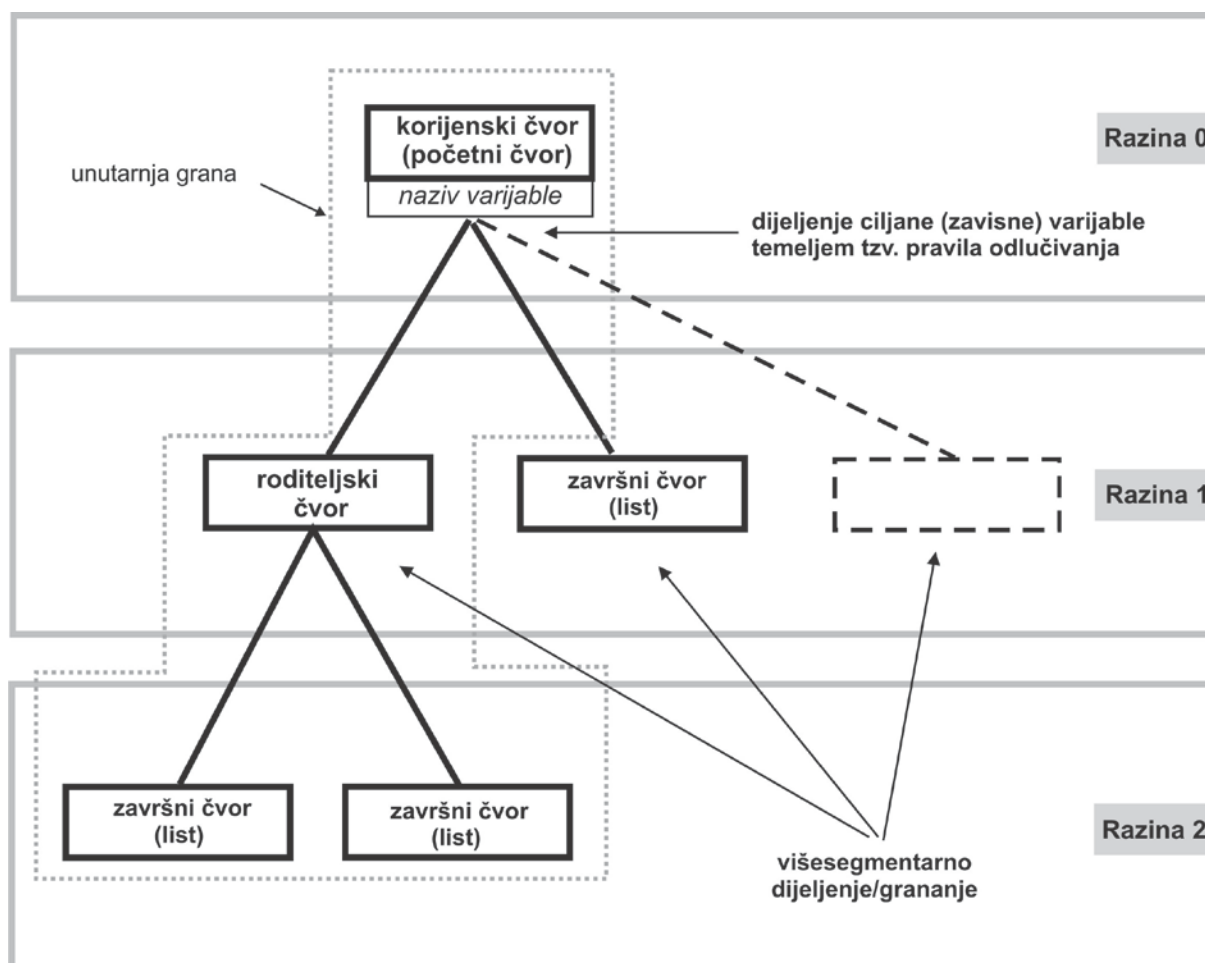 korijenski čvor
(početni čvor)
Razina 0
unutarnja grana
naziv varijable
dijeljenje ciljane (zavisne) varijable
temeljem tzv. pravila odlučivanja
roditeljski
čvor
završni čvor
(list)
Razina 1
završni čvor
(list)
završni čvor
(list)
Razina 2
višesegmentarno
dijeljenje/grananje